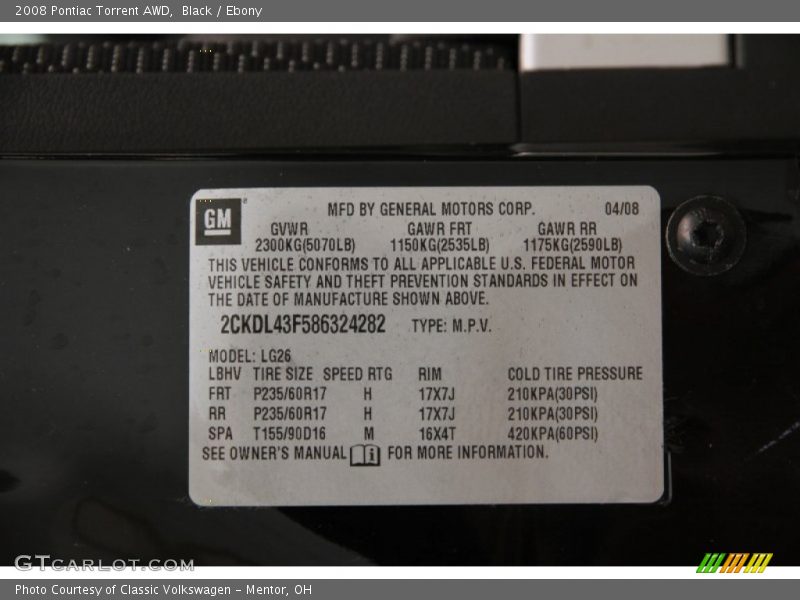 2008 Pontiac Torrent AWD, Black / Ebony
GM
MFD BY GENERAL MOTORS CORP. 04/08
GVWR GAWR FRT GAWR RR
2300KG(5070LB) 1150KG(2535LB) 1175KG(2590LB)
THIS VEHICLE CONFORMS TO ALL APPLICABLE U.S. FEDERAL MOTOR
VEHICLE SAFETY AND THEFT PREVENTION STANDARDS IN EFFECT ON
THE DATE OF MANUFACTURE SHOWN ABOVE.
2CKDL43F586324282 TYPE: M.P.V.
MODEL: LG26
LBHV TIRE SIZE SPEED RTG RIM COLD TIRE PRESSURE
FRT P235/60R17 H 17X7J 210KPA(30PSI)
RR P235/60R17 H 17X7J 210KPA(30PSI)
SPA T155/90D16 M 16X4T 420KPA(60PSI)
SEE OWNER'S MANUAL FOR MORE INFORMATION.
GTCARLOT.COM
Photo Courtesy of Classic Volkswagen - Mentor, OH